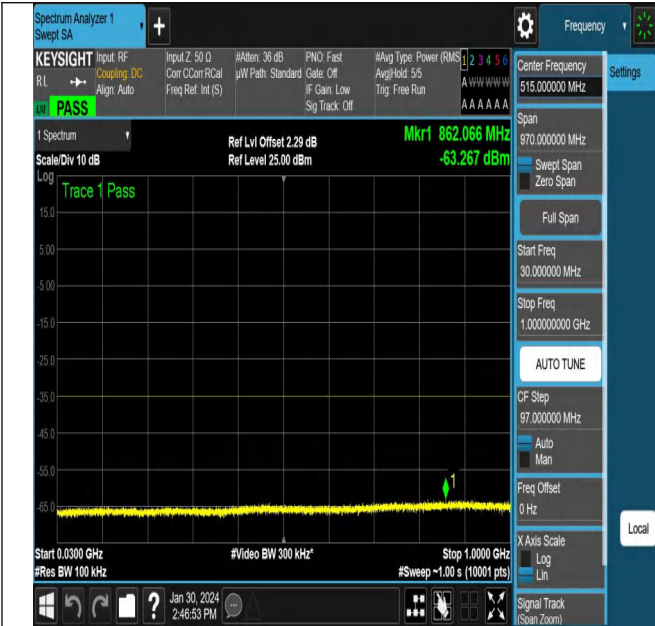 Spectrum Analyzer 1
Swept SA
+
Frequency
KEYSIGHT
RL
PASS
Input: RF
Coupling: DC
Align: Auto
Input Z: 50 Ω
Corr CCorr RCal
Freq Ref: Int (S)
#Atten: 36 dB
µW Path: Standard
PNO: Fast
Gate: Off
IF Gain: Low
Sig Track: Off
#Avg Type: Power (RMS
Avg|Hold: 5/5
Trig: Free Run
1 2 3 4 5 6
A W W W W W
A A A A A A
1 Spectrum
Scale/Div 10 dB
Ref Lvl Offset 2.29 dB
Ref Level 25.00 dBm
Mkr1 862.066 MHz
-63.267 dBm
Log
Trace 1 Pass
15.0
5.00
-5.00
-15.0
-25.0
-35.0
-45.0
-55.0
-65.0
1
Start 0.0300 GHz
#Res BW 100 kHz
#Video BW 300 kHz*
Stop 1.0000 GHz
#Sweep ~1.00 s (10001 pts)
?
Jan 30, 2024
2:46:53 PM
Center Frequency
515.000000 MHz
Settings
Span
970.000000 MHz
Swept Span
Zero Span
Full Span
Start Freq
30.000000 MHz
Stop Freq
1.000000000 GHz
AUTO TUNE
CF Step
97.000000 MHz
Auto
Man
Freq Offset
0 Hz
Local
X Axis Scale
Log
Lin
Signal Track
(Span Zoom)